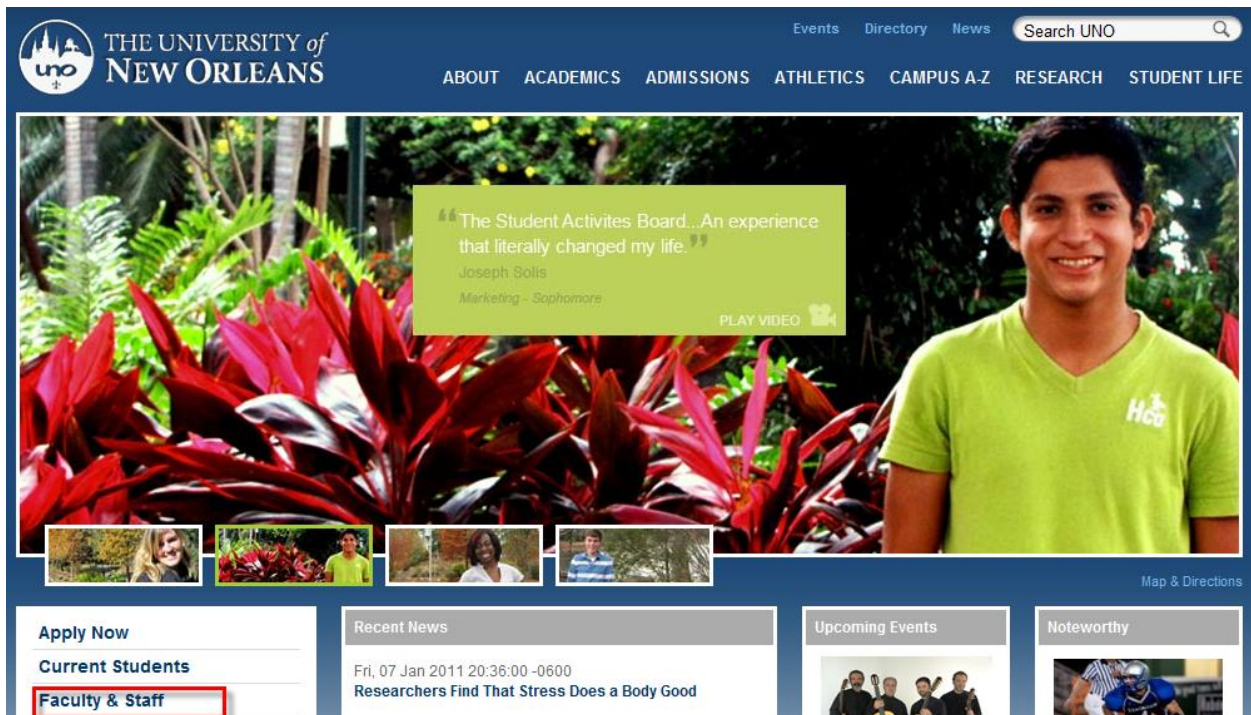 uno
THE UNIVERSITY of
NEW ORLEANS
Events Directory News Search UNO
ABOUT ACADEMICS ADMISSIONS ATHLETICS CAMPUS A-Z RESEARCH STUDENT LIFE
“The Student Activites Board...An experience
that literally changed my life.”
Joseph Solis
Marketing - Sophomore
PLAY VIDEO
Map & Directions
Apply Now
Current Students
Faculty & Staff
Recent News
Fri, 07 Jan 2011 20:36:00 -0600
Researchers Find That Stress Does a Body Good
Upcoming Events
Noteworthy